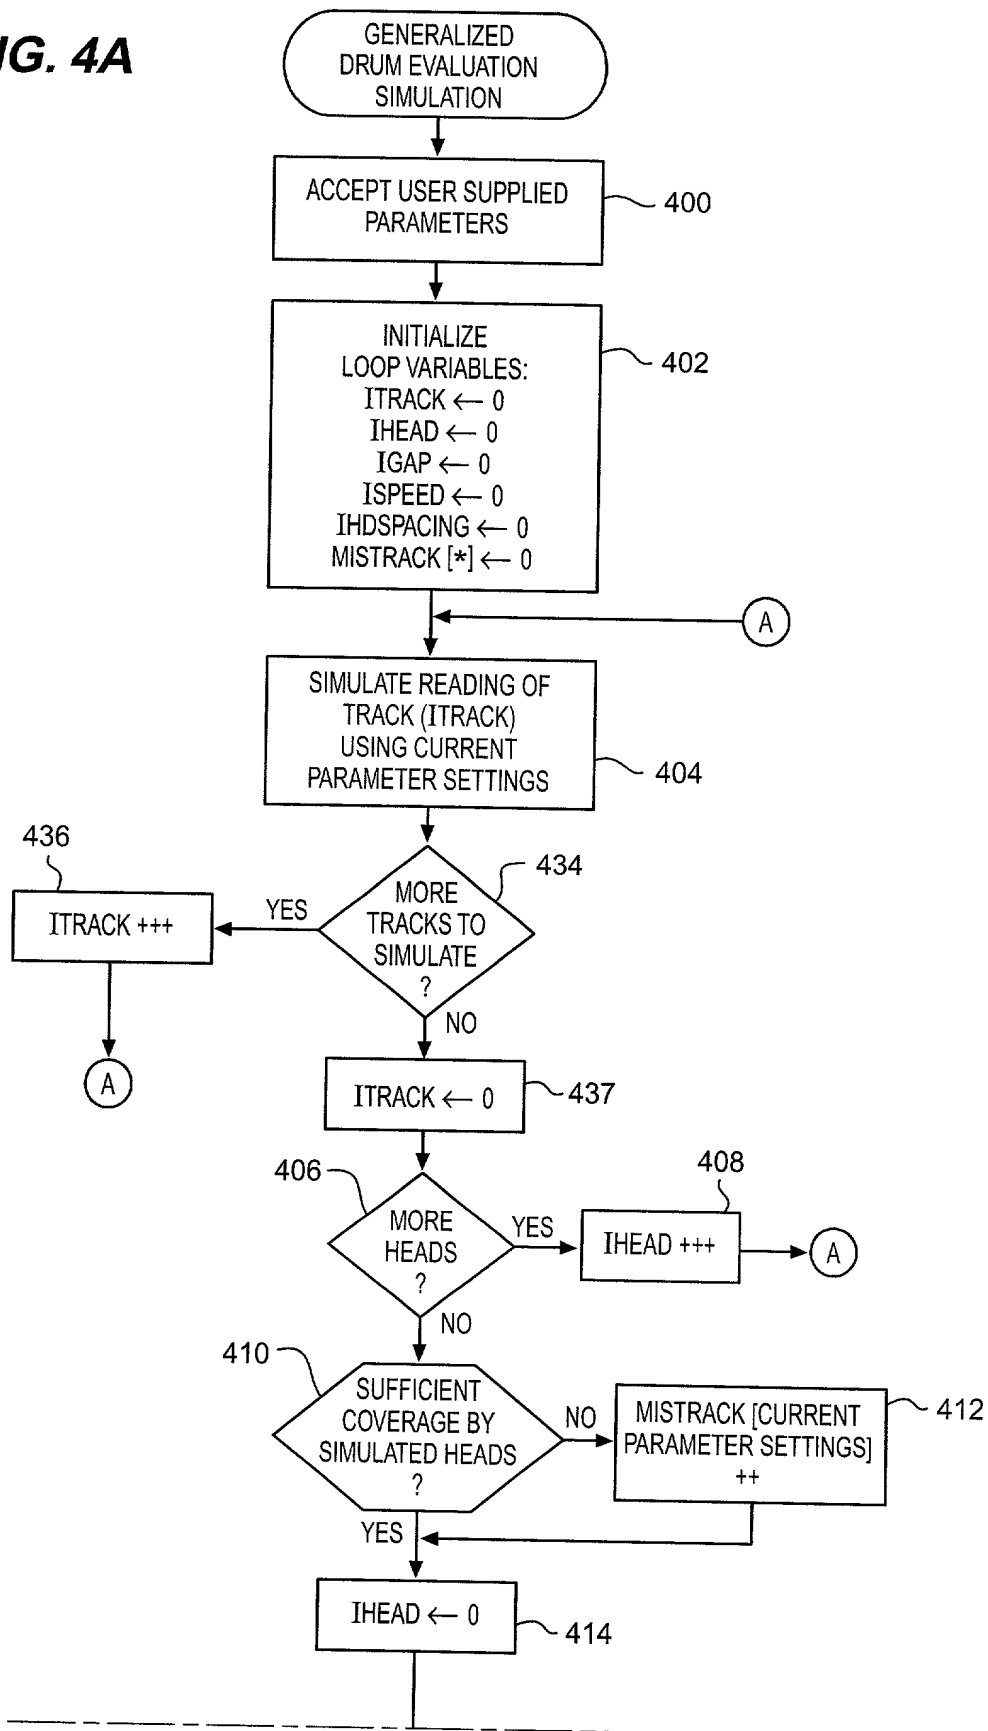 IG. 4A
GENERALIZED
DRUM EVALUATION
SIMULATION
ACCEPT USER SUPPLIED
PARAMETERS
400
INITIALIZE
LOOP VARIABLES:
ITRACK ← 0
IHEAD ← 0
IGAP ← 0
ISPEED ← 0
IHDSPACING ← 0
MISTRACK [*] ← 0
402
A
SIMULATE READING OF
TRACK (ITRACK)
USING CURRENT
PARAMETER SETTINGS
404
436
ITRACK +++
YES
MORE
TRACKS TO
SIMULATE
?
434
NO
A
ITRACK ← 0
437
406
MORE
HEADS
?
YES
408
IHEAD +++
A
NO
410
SUFFICIENT
COVERAGE BY
SIMULATED HEADS
?
NO
MISTRACK [CURRENT
PARAMETER SETTINGS]
++
412
YES
IHEAD ← 0
414